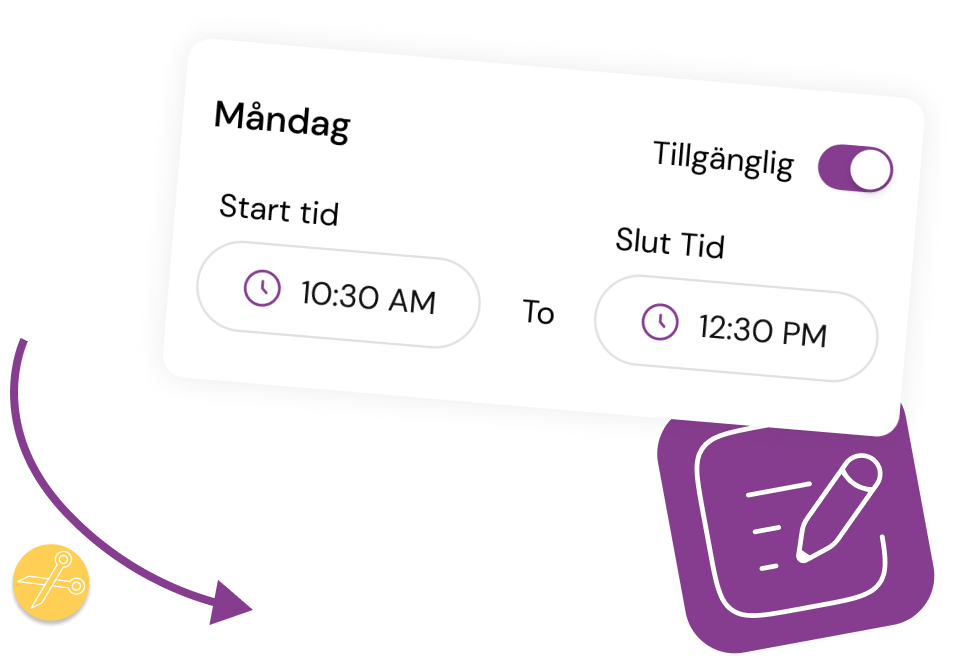 Måndag
Tillgänglig
Start tid
Slut Tid
10:30 AM
To
12:30 PM